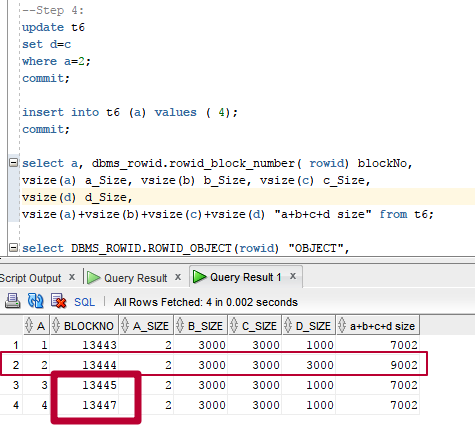 --Step 4:
update t6
set d=c
where a=2;
commit;
insert into t6 (a) values ( 4);
commit;
select a, dbms_rowid.rowid_block_number( rowid) blockNo,
vsize(a) a_Size, vsize(b) b_Size, vsize(c) c_Size,
vsize(d) d_Size,
vsize(a)+vsize(b)+vsize(c)+vsize(d) "a+b+c+d size" from t6;
select DBMS_ROWID.ROWID_OBJECT(rowid) "OBJECT",
Script Output x Query Result x Query Result 1 x
SQL | All Rows Fetched: 4 in 0.002 seconds
A BLOCKNO A_SIZE B_SIZE C_SIZE D_SIZE a+b+c+d size
1 1 13443 2 3000 3000 1000 7002
2 2 13444 2 3000 3000 3000 9002
3 3 13445 2 3000 3000 1000 7002
4 4 13447 2 3000 3000 1000 7002